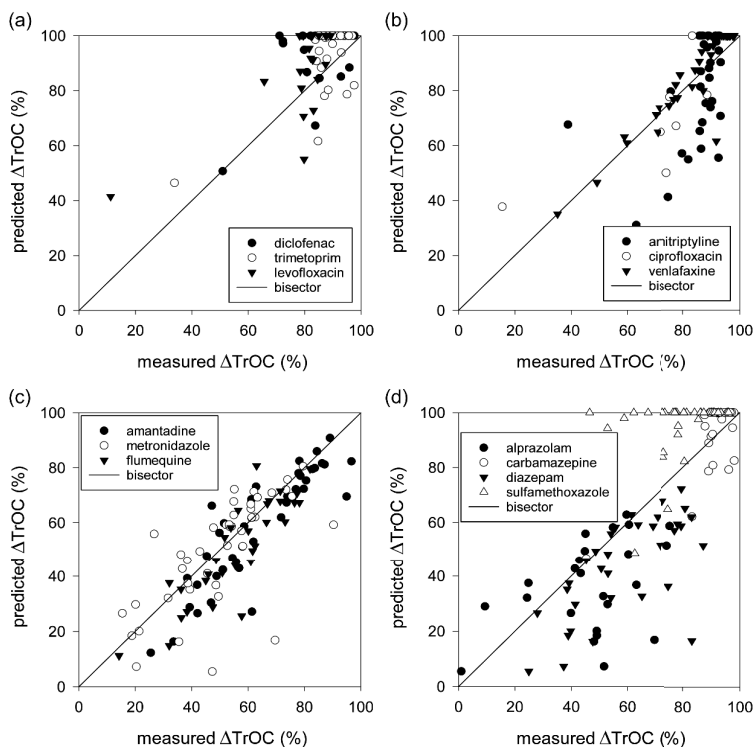 (a)
100
80
60
40
20
0
predicted ΔTrOC (%)
diclofenac
trimetoprim
levofloxacin
bisector
0 20 40 60 80 100
measured ΔTrOC (%)
(b)
100
80
60
40
20
0
predicted ΔTrOC (%)
amitriptyline
ciprofloxacin
venlafaxine
bisector
0 20 40 60 80 100
measured ΔTrOC (%)
(c)
100
80
60
40
20
0
predicted ΔTrOC (%)
amantadine
metronidazole
flumequine
bisector
0 20 40 60 80 100
measured ΔTrOC (%)
(d)
100
80
60
40
20
0
predicted ΔTrOC (%)
alprazolam
carbamazepine
diazepam
sulfamethoxazole
bisector
0 20 40 60 80 100
measured ΔTrOC (%)